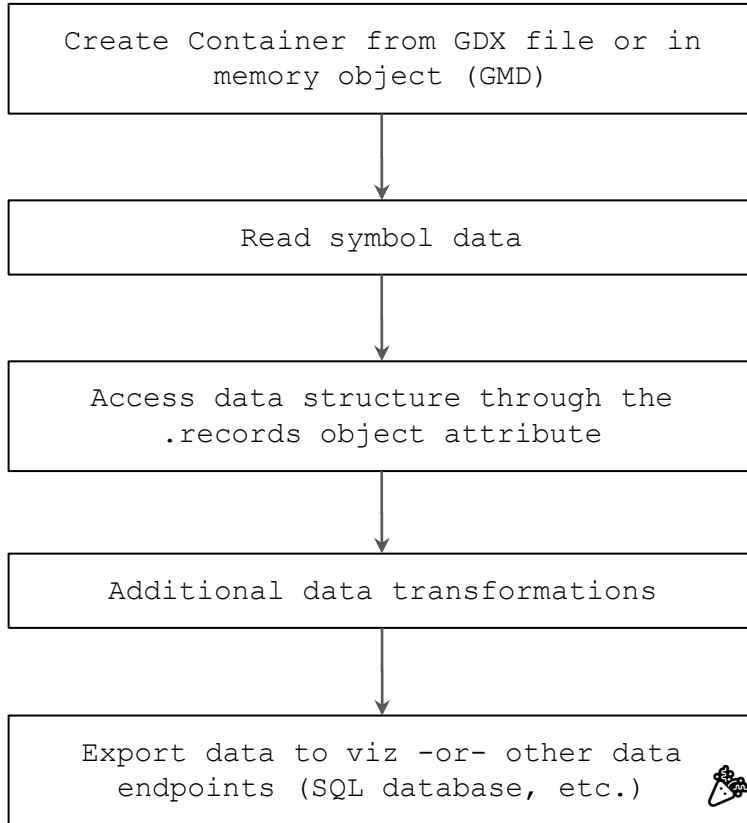 Create Container from GDX file or in
memory object (GMD)
Read symbol data
Access data structure through the
.records object attribute
Additional data transformations
Export data to viz -or- other data
endpoints (SQL database, etc.)